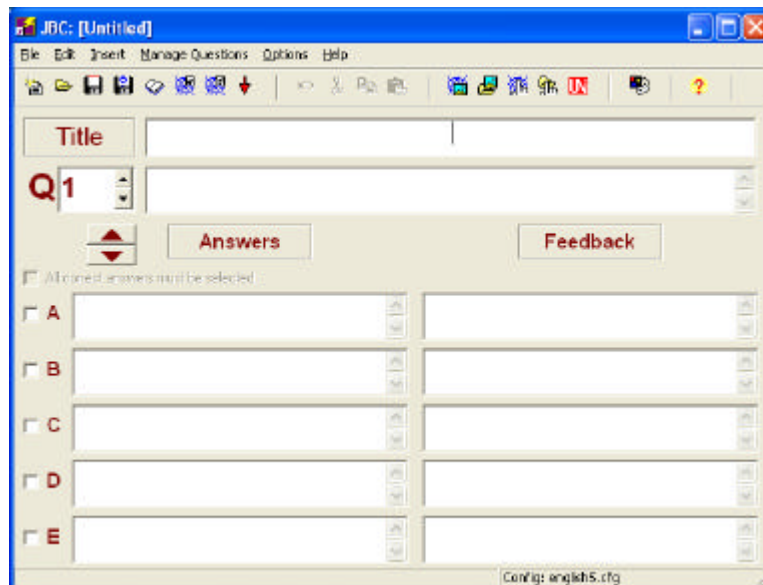 JBC: [Untitled]
File Edit Insert Manage Questions Options Help
?
Title
Q 1
Answers Feedback
All correct answers must be selected
A
B
C
D
E
Config: english5.cfg